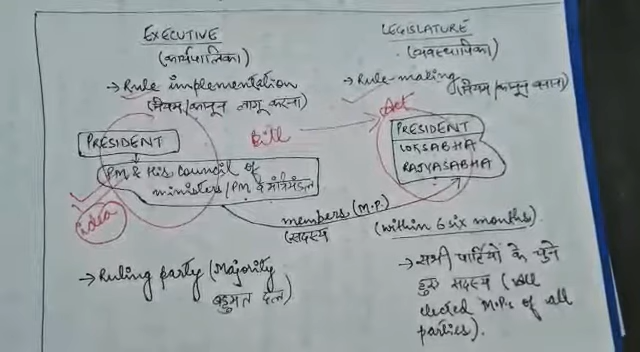 EXECUTIVE
(कार्यपालिका)
→ Rule implementation
(नियम/कानून लागू करना)
PRESIDENT
PM & His Council of
ministers/PM व मंत्रिमंडल
idea
→ Ruling party (Majority
बहुमत दल)
Bill
members (M.P.)
(सदस्य
LEGISLATURE
(व्यवस्थापिका)
→ Rule-making
(नियम/कानून बनाना)
Act
PRESIDENT
LOKSABHA
RAJYASABHA
(within 6 six months).
→ सभी पार्टियों के चुने
हुए सदस्य (All
elected M.P.s of all
parties).